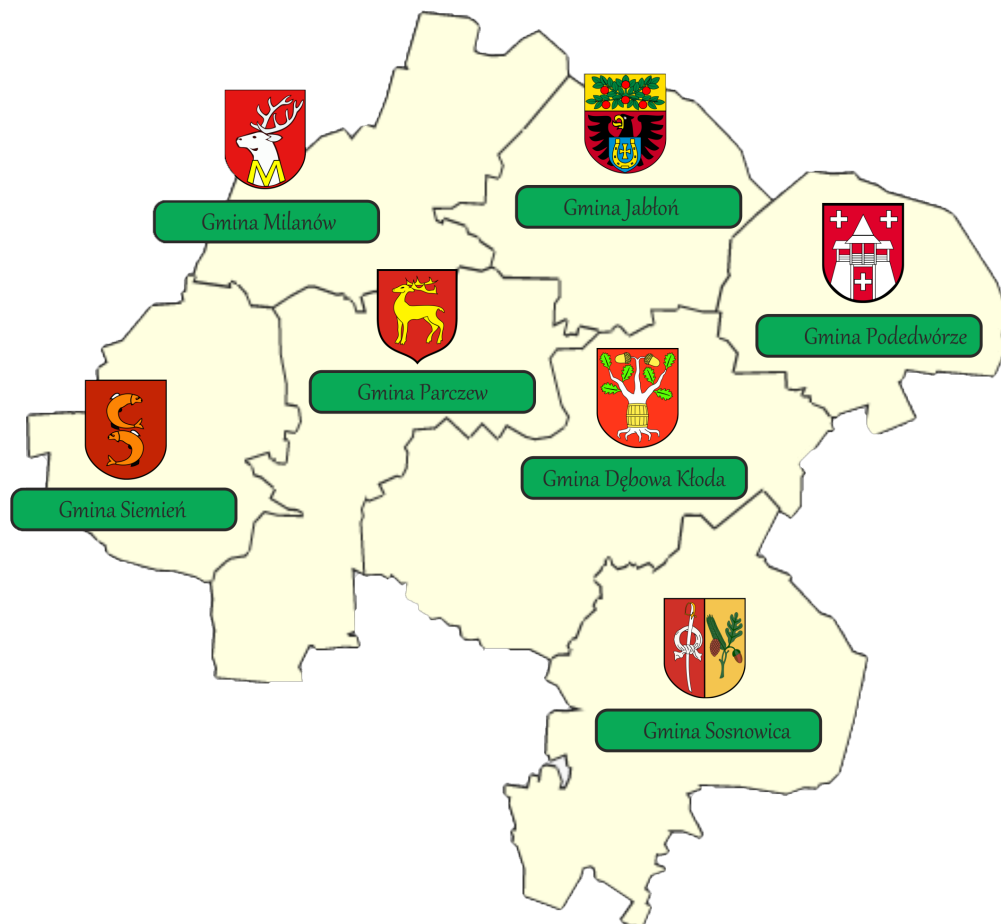 Gmina Milanów
Gmina Jabłoń
Gmina Podedwórze
Gmina Parczew
Gmina Dębowa Kłoda
Gmina Siemień
Gmina Sosnowica
M